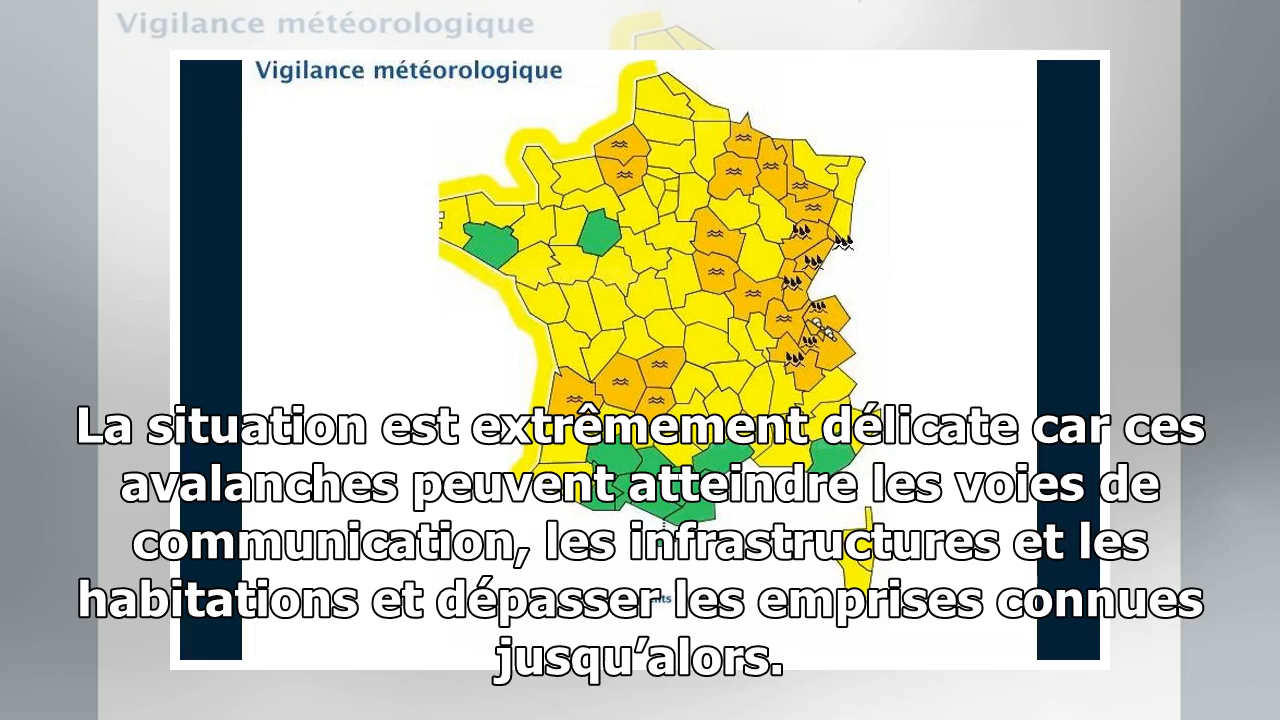 Vigilance météorologique
Vigilance météorologique
La situation est extrêmement délicate car ces
avalanches peuvent atteindre les voies de
communication, les infrastructures et les
habitations et dépasser les emprises connues
jusqu’alors.